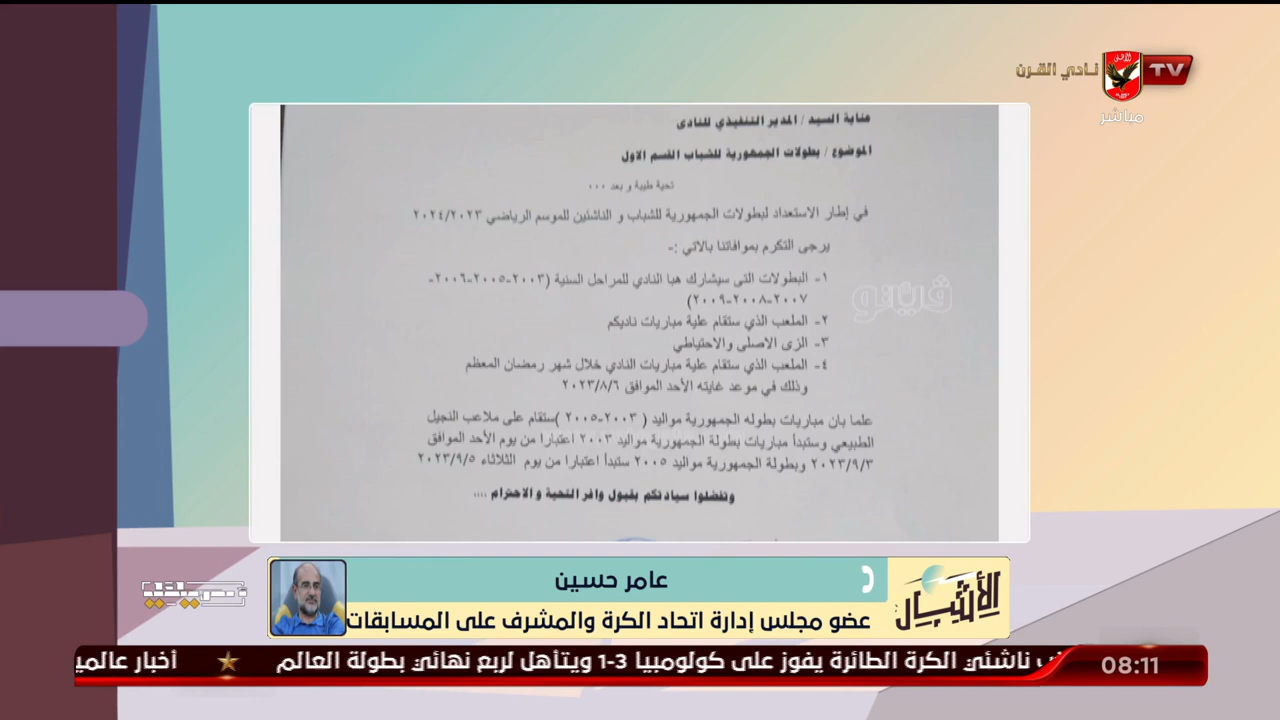 TV
نادي القرن
مباشر
عناية السيد / المدير التنفيذي للنادى
الموضوع / بطولات الجمهورية للشباب القسم الاول
تحية طيبة و بعد ...
في إطار الاستعداد لبطولات الجمهورية للشباب و الناشئين للموسم الرياضي ٢٠٢٤/٢٠٢٣
يرجى التكرم بموافاتنا بالاتي :-
١- البطولات التى سيشارك هبا النادي للمراحل السنية (٢٠٠٣-٢٠٠٥-٢٠٠٦-
٢٠٠٧-٢٠٠٨-٢٠٠٩)
٢- الملعب الذي ستقام علية مباريات ناديكم
٣- الزى الاصلى والاحتياطي
٤- الملعب الذي ستقام علية مباريات النادي خلال شهر رمضان المعظم
وذلك في موعد غايته الأحد الموافق ٢٠٢٣/٨/٦
علما بان مباريات بطوله الجمهورية مواليد ( ٢٠٠٣-٢٠٠٥ )ستقام على ملاعب النجيل
الطبيعي وستبدأ مباريات بطولة الجمهورية مواليد ٢٠٠٣ اعتبارا من يوم الأحد الموافق
٢٠٢٣/٩/٣ وبطولة الجمهورية مواليد ٢٠٠٥ ستبدأ اعتبارا من يوم الثلاثاء ٢٠٢٣/٩/٥
وتفضلوا سيادتكم بقبول وافر التحية و الاحترام ....
ڤيتانو
الأشبال
عامر حسين
عضو مجلس إدارة اتحاد الكرة والمشرف على المسابقات
08:11
ناشئي الكرة الطائرة يفوز على كولومبيا 3-1 ويتأهل لربع نهائي بطولة العالم
أخبار عالمي